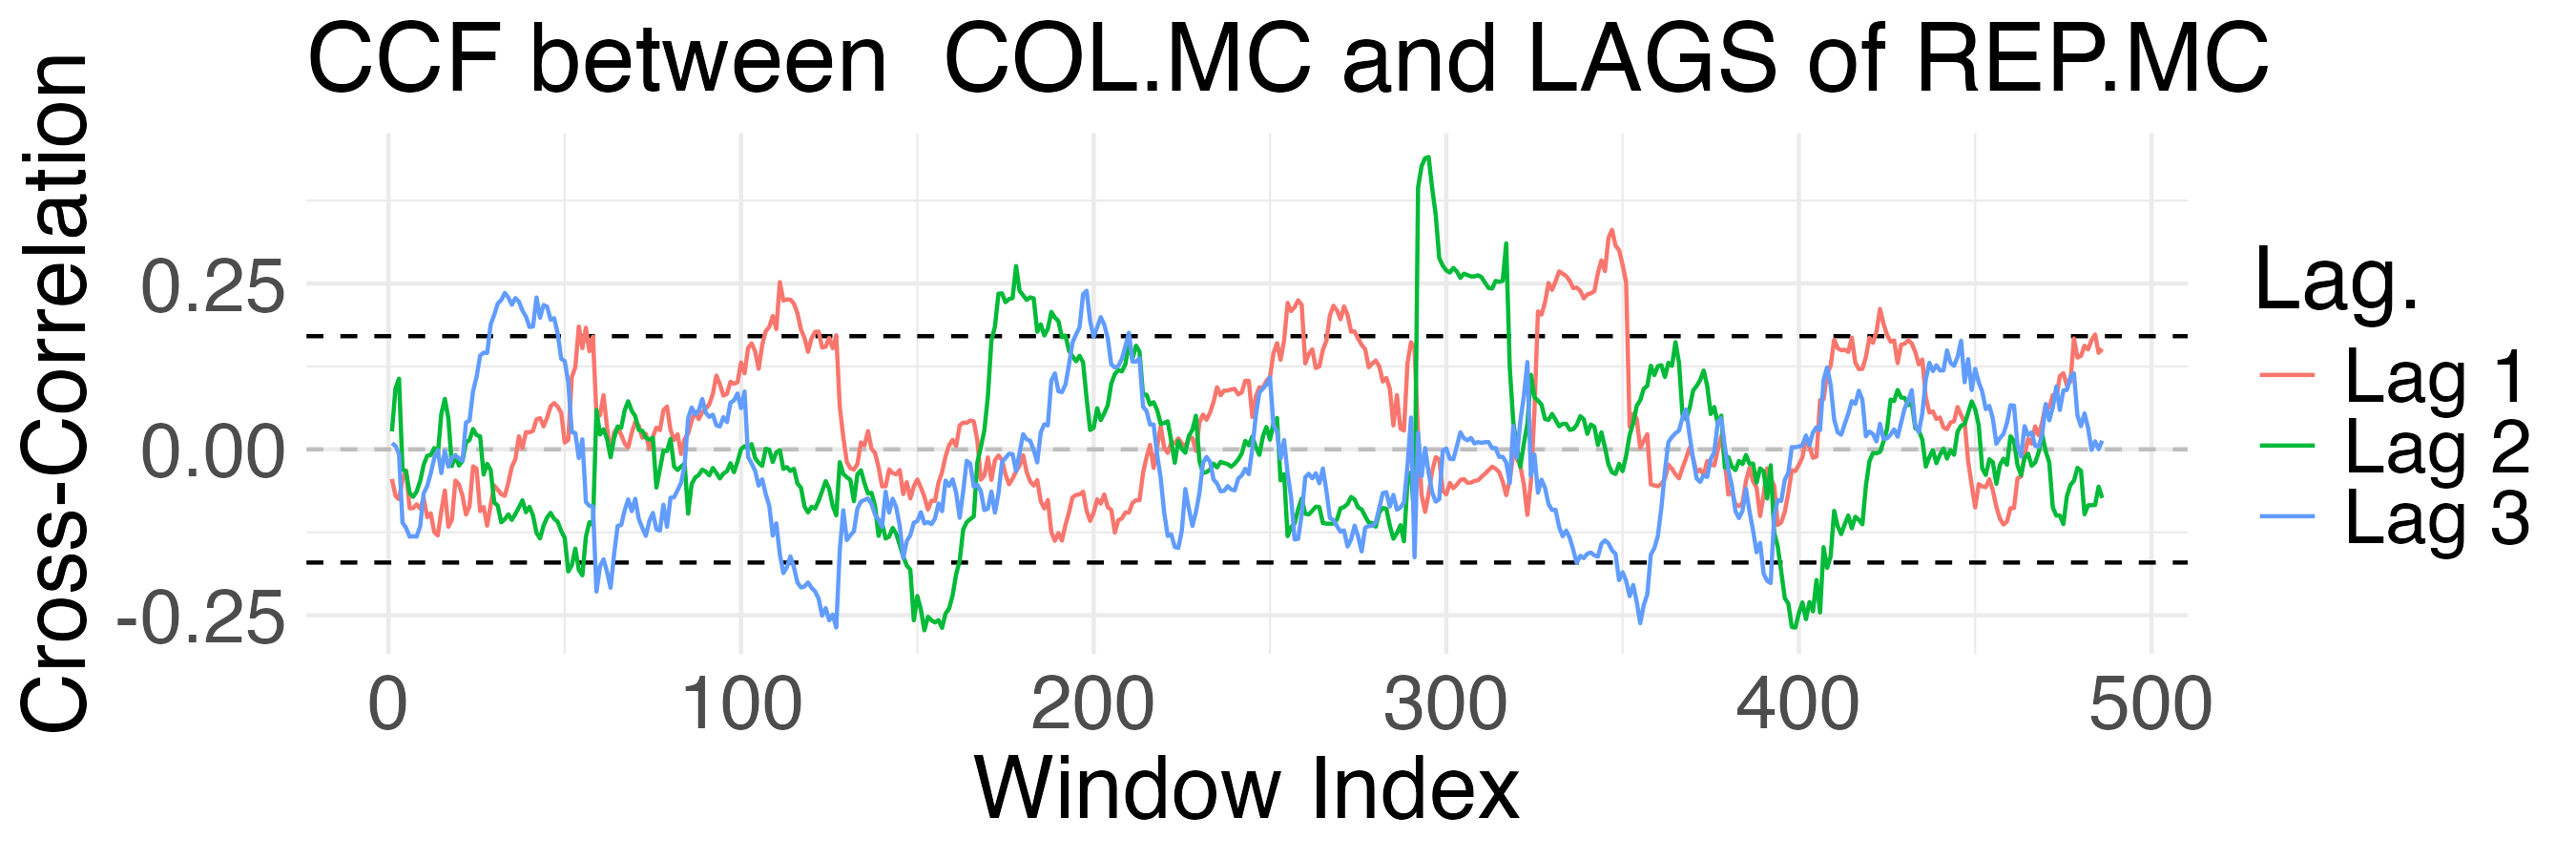 CCF between  COL.MC and LAGS of REP.MC
Cross-Correlation
0.25
0.00
-0.25
0 100 200 300 400 500
Window Index
Lag.
Lag 1
Lag 2
Lag 3